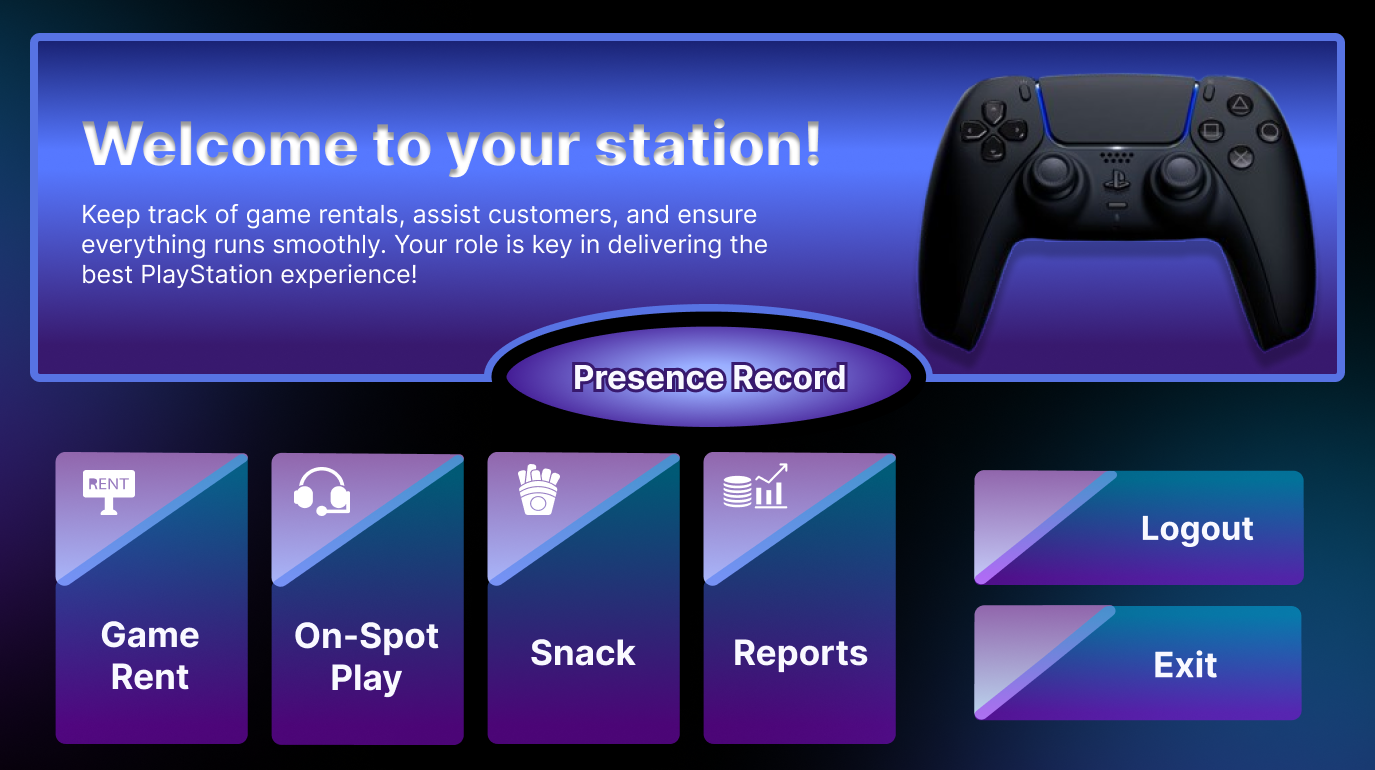 Welcome to your station!
Keep track of game rentals, assist customers, and ensure
everything runs smoothly. Your role is key in delivering the
best PlayStation experience!
Presence Record
RENT
Game
Rent
On-Spot
Play
Snack
Reports
Logout
Exit